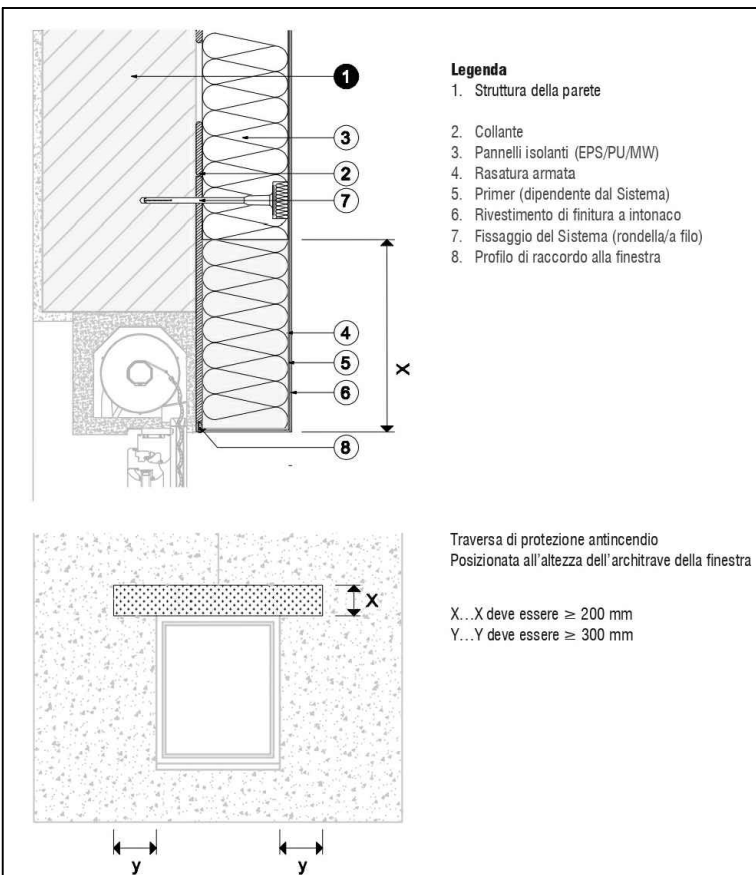 1
3
2
7
4
5
6
8
X
Legenda
1. Struttura della parete
2. Collante
3. Pannelli isolanti (EPS/PU/MW)
4. Rasatura armata
5. Primer (dipendente dal Sistema)
6. Rivestimento di finitura a intonaco
7. Fissaggio del Sistema (rondella/a filo)
8. Profilo di raccordo alla finestra
X
y y
Traversa di protezione antincendio
Posizionata all'altezza dell'architrave della finestra
X…X deve essere ≥ 200 mm
Y…Y deve essere ≥ 300 mm